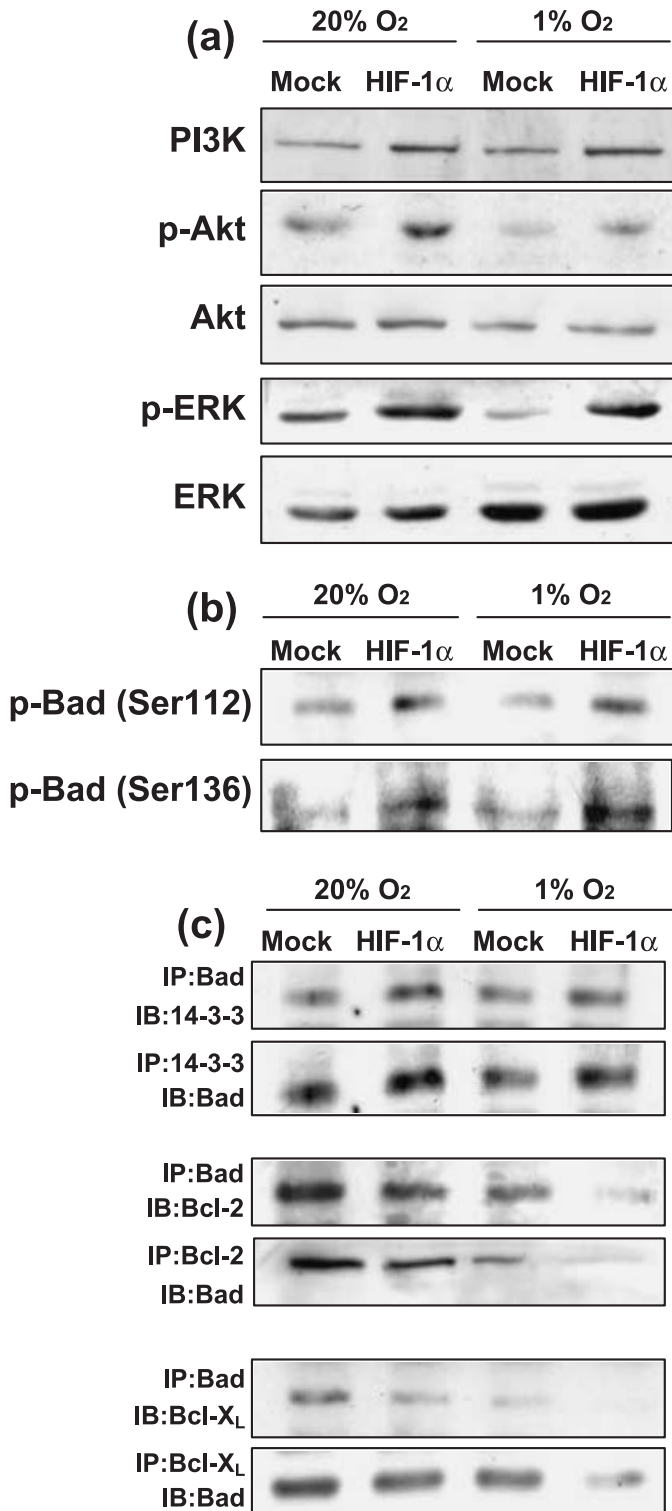 (a)
20% O₂ 1% O₂
Mock HIF-1α Mock HIF-1α
PI3K
p-Akt
Akt
p-ERK
ERK
(b)
20% O₂ 1% O₂
Mock HIF-1α Mock HIF-1α
p-Bad (Ser112)
p-Bad (Ser136)
(c)
20% O₂ 1% O₂
Mock HIF-1α Mock HIF-1α
IP:Bad
IB:14-3-3
IP:14-3-3
IB:Bad
IP:Bad
IB:Bcl-2
IP:Bcl-2
IB:Bad
IP:Bad
IB:Bcl-X_L
IP:Bcl-X_L
IB:Bad